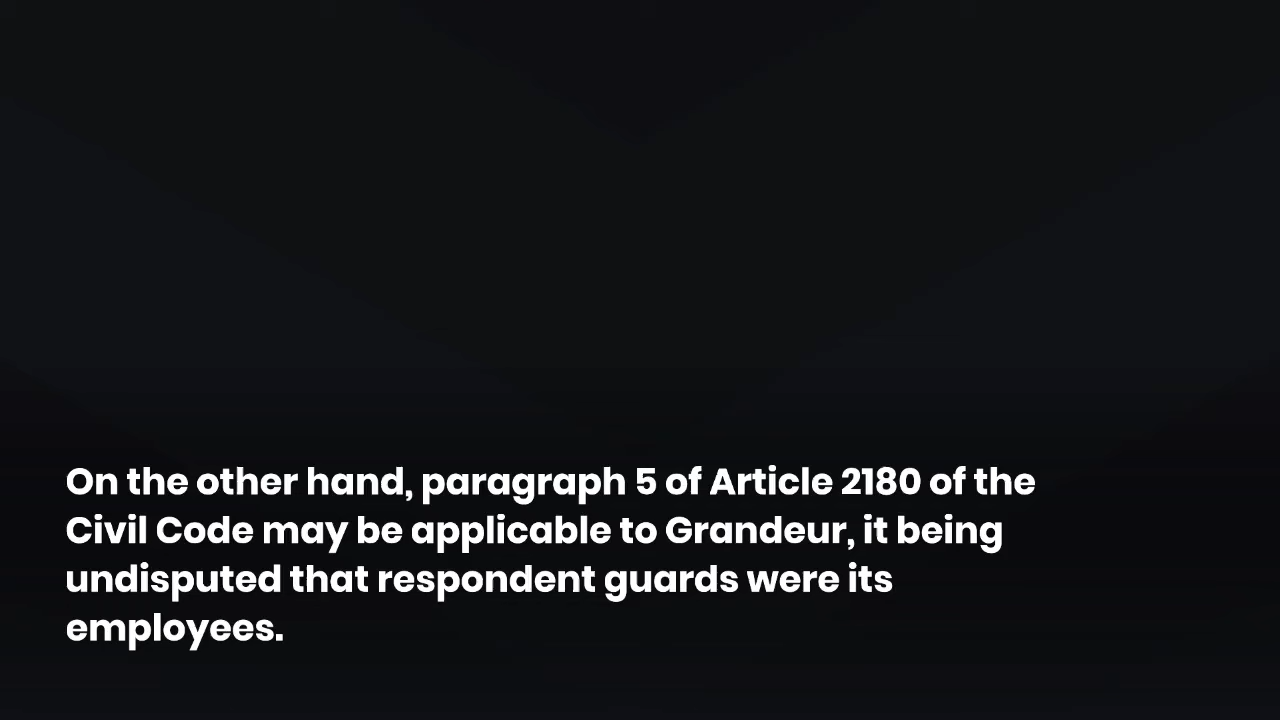 On the other hand, paragraph 5 of Article 2180 of the
Civil Code may be applicable to Grandeur, it being
undisputed that respondent guards were its
employees.